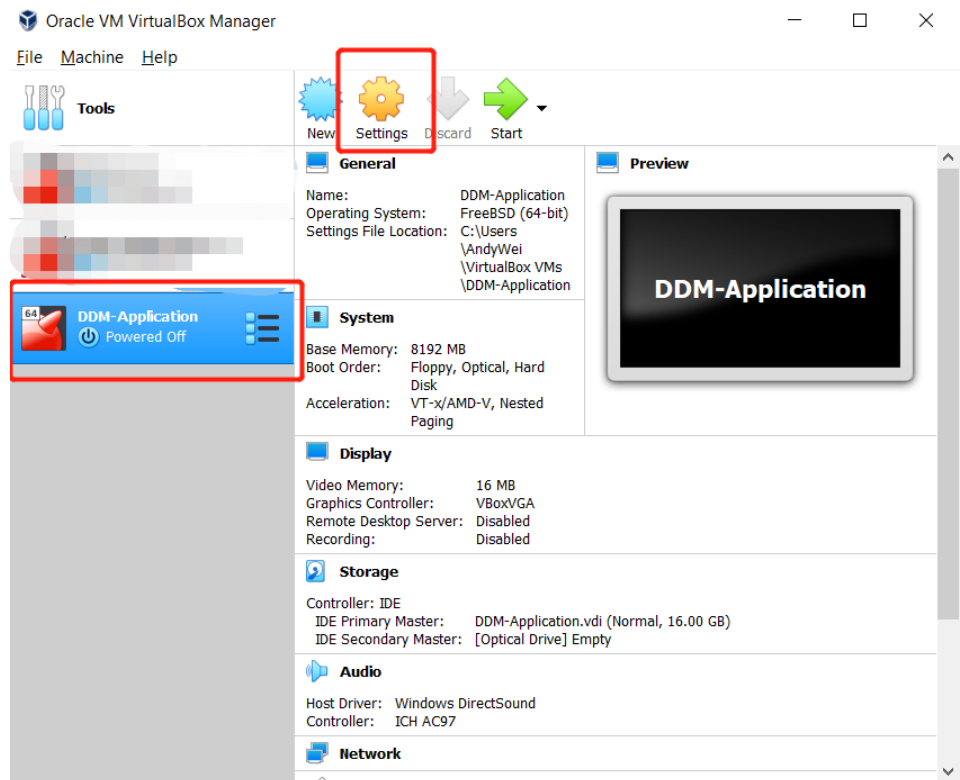 Oracle VM VirtualBox Manager
File Machine Help
Tools
New Settings Discard Start
64
DDM-Application
Powered Off
General
Name: DDM-Application
Operating System: FreeBSD (64-bit)
Settings File Location: C:\Users
\AndyWei
\VirtualBox VMs
\DDM-Application
Preview
DDM-Application
System
Base Memory: 8192 MB
Boot Order: Floppy, Optical, Hard
Disk
Acceleration: VT-x/AMD-V, Nested
Paging
Display
Video Memory: 16 MB
Graphics Controller: VBoxVGA
Remote Desktop Server: Disabled
Recording: Disabled
Storage
Controller: IDE
IDE Primary Master: DDM-Application.vdi (Normal, 16.00 GB)
IDE Secondary Master: [Optical Drive] Empty
Audio
Host Driver: Windows DirectSound
Controller: ICH AC97
Network